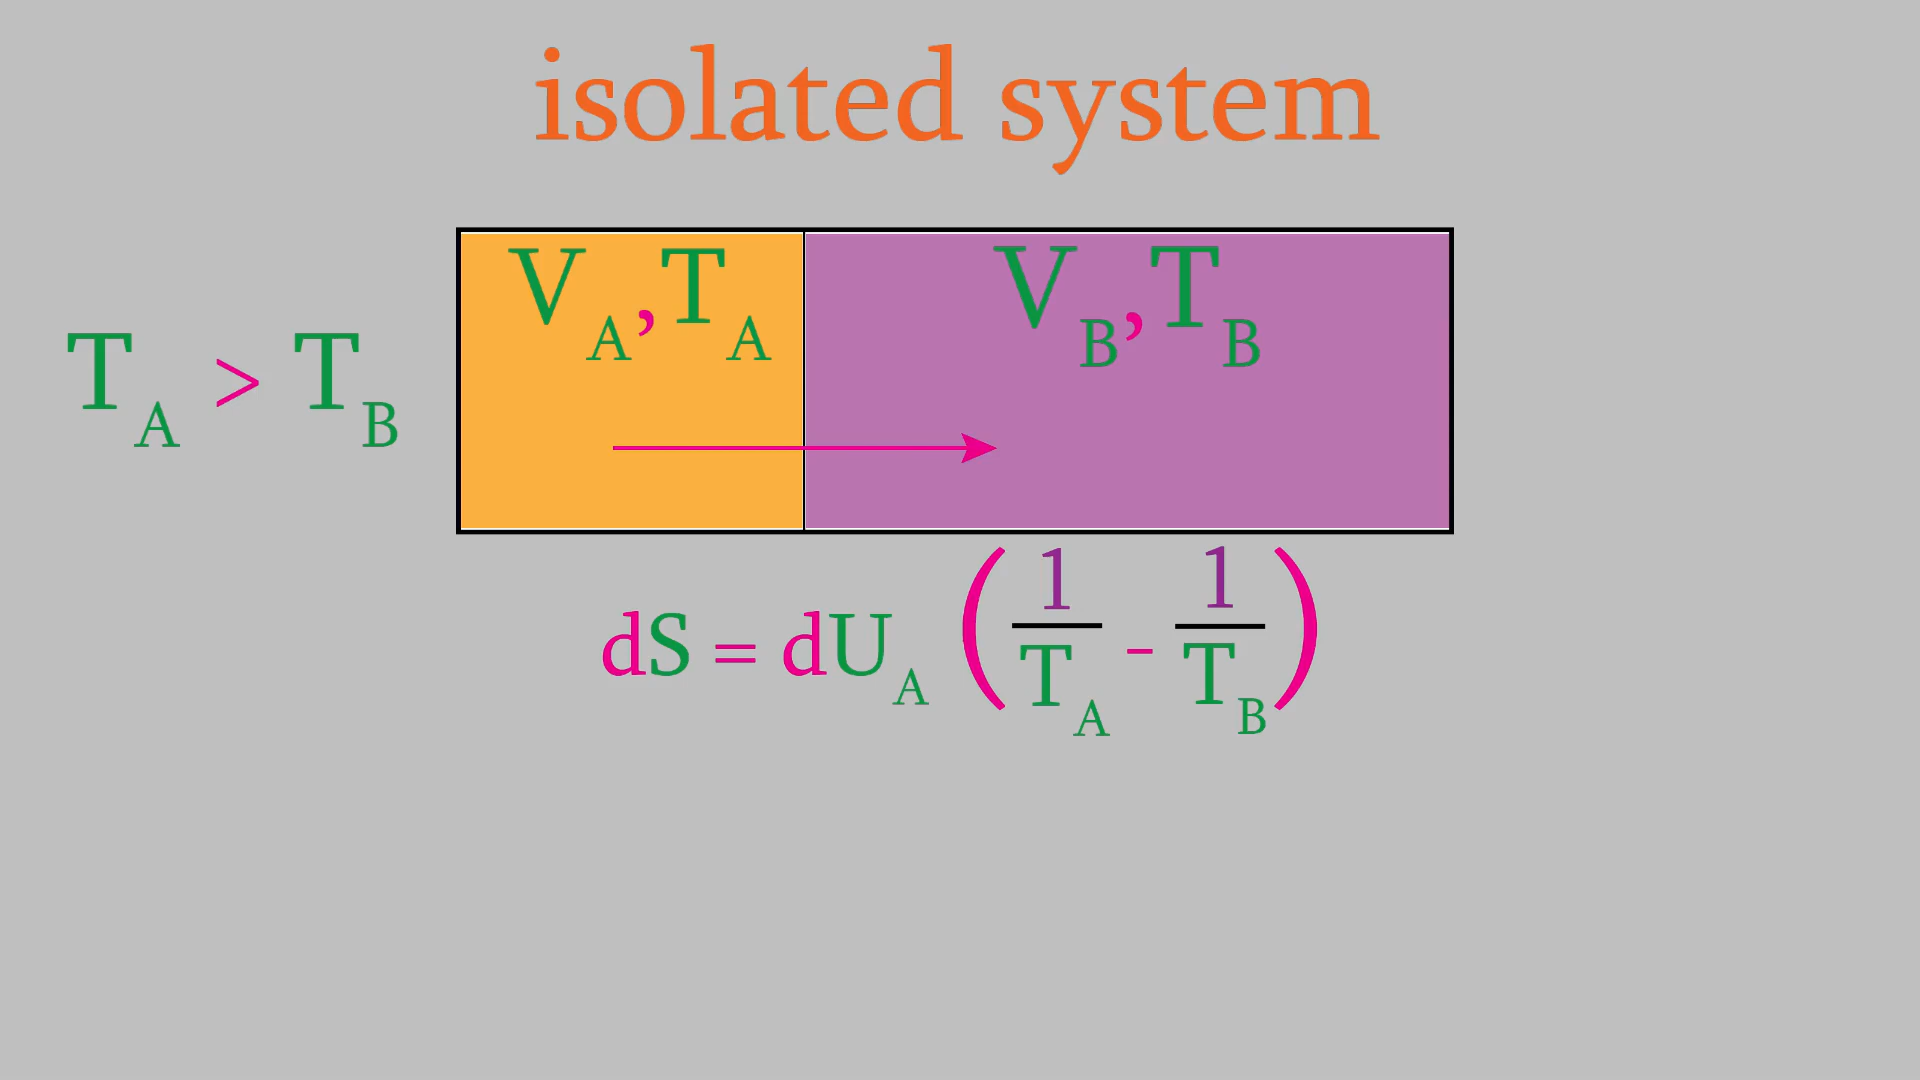 isolated system
V_A, T_A V_B, T_B
T_A > T_B
dS = dU_A (1/T_A - 1/T_B)